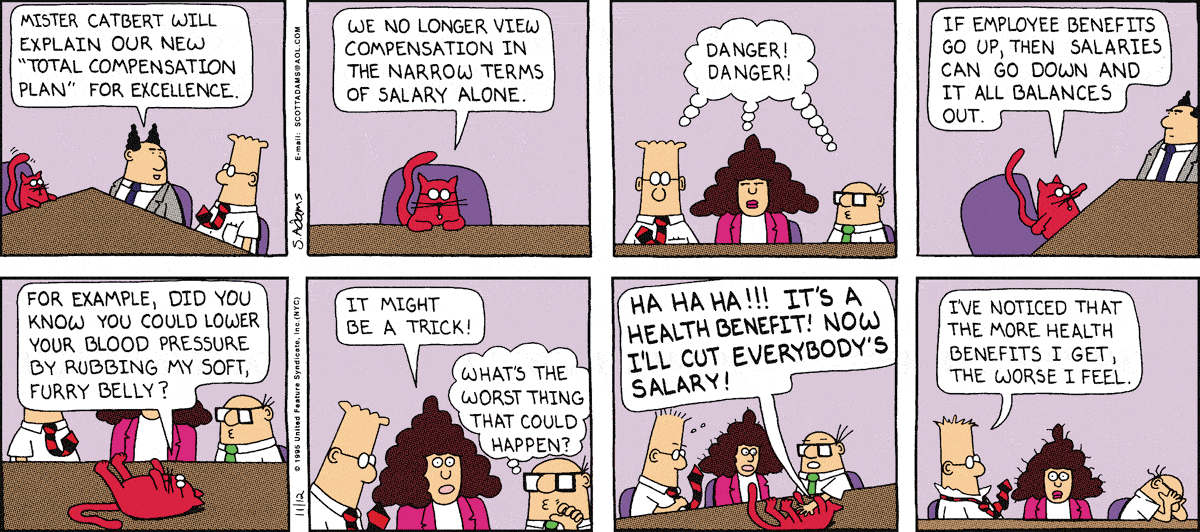 MISTER CATBERT WILL
EXPLAIN OUR NEW
"TOTAL COMPENSATION
PLAN" FOR EXCELLENCE.
S. Adams
E-mail: SCOTTADAMS@AOL.COM
WE NO LONGER VIEW
COMPENSATION IN
THE NARROW TERMS
OF SALARY ALONE.
DANGER!
DANGER!
IF EMPLOYEE BENEFITS
GO UP, THEN SALARIES
CAN GO DOWN AND
IT ALL BALANCES
OUT.
FOR EXAMPLE, DID YOU
KNOW YOU COULD LOWER
YOUR BLOOD PRESSURE
BY RUBBING MY SOFT,
FURRY BELLY?
11/12
© 1995 United Feature Syndicate, Inc.(NYC)
IT MIGHT
BE A TRICK!
WHAT'S THE
WORST THING
THAT COULD
HAPPEN?
HA HA HA!!! IT'S A
HEALTH BENEFIT! NOW
I'LL CUT EVERYBODY'S
SALARY!
I'VE NOTICED THAT
THE MORE HEALTH
BENEFITS I GET,
THE WORSE I FEEL.